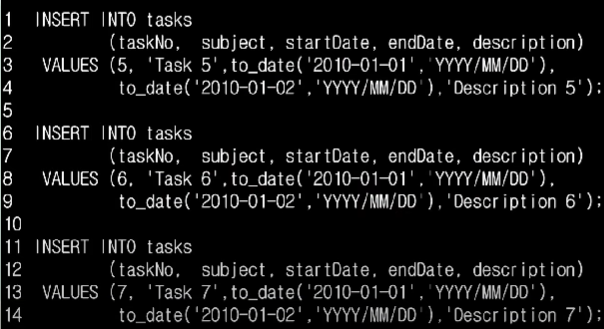 1 INSERT INTO tasks
2 (taskNo, subject, startDate, endDate, description)
3 VALUES (5, 'Task 5',to_date('2010-01-01','YYYY/MM/DD'),
4 to_date('2010-01-02','YYYY/MM/DD'),'Description 5');
5
6 INSERT INTO tasks
7 (taskNo, subject, startDate, endDate, description)
8 VALUES (6, 'Task 6',to_date('2010-01-01','YYYY/MM/DD'),
9 to_date('2010-01-02','YYYY/MM/DD'),'Description 6');
10
11 INSERT INTO tasks
12 (taskNo, subject, startDate, endDate, description)
13 VALUES (7, 'Task 7',to_date('2010-01-01','YYYY/MM/DD'),
14 to_date('2010-01-02','YYYY/MM/DD'),'Description 7');